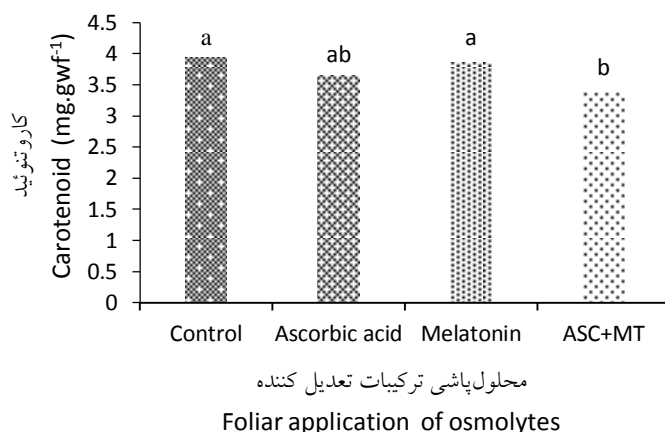 4.5
4
3.5
3
2.5
2
1.5
1
0.5
0
کاروتنوئید
Carotenoid (mg.gwf-1)
a
ab
a
b
Control Ascorbic acid Melatonin ASC+MT
محلول‌پاشی ترکیبات تعدیل کننده
Foliar application of osmolytes